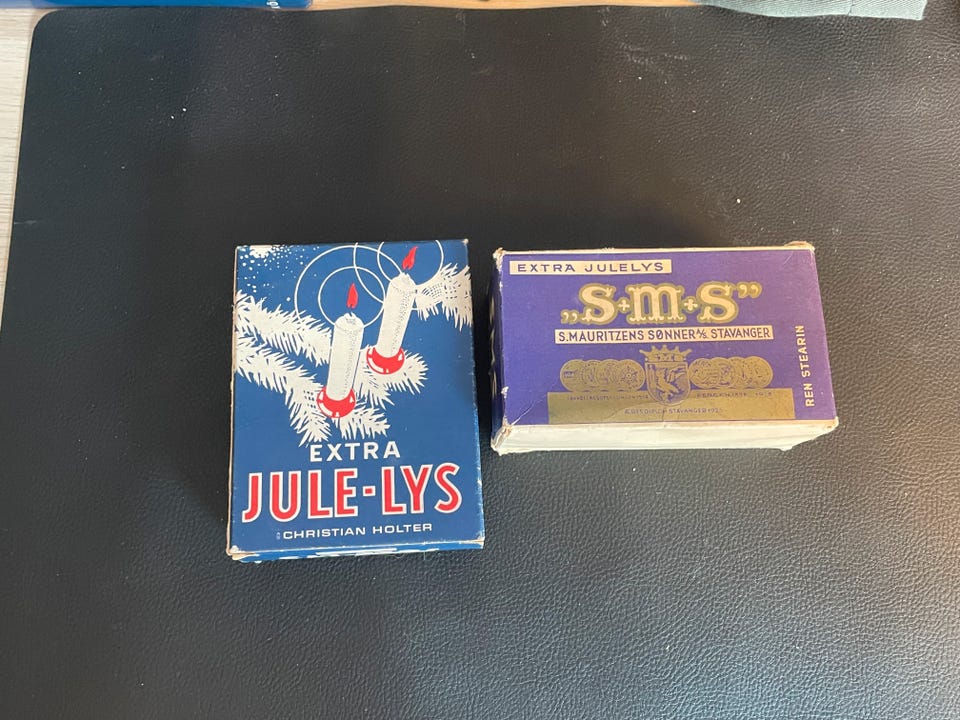 EXTRA
JULE-LYS
CHRISTIAN HOLTER
EXTRA JULELYS
„S+M+S”
S. MAURITZENS SØNNER A/S. STAVANGER
REN STEARIN